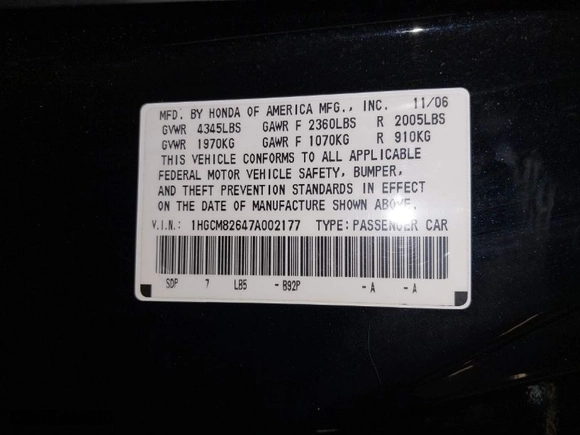 MFD. BY HONDA OF AMERICA MFG., INC. 11/06
GVWR 4345LBS GAWR F 2360LBS R 2005LBS
GVWR 1970KG GAWR F 1070KG R 910KG
THIS VEHICLE CONFORMS TO ALL APPLICABLE
FEDERAL MOTOR VEHICLE SAFETY, BUMPER,
AND THEFT PREVENTION STANDARDS IN EFFECT
ON THE DATE OF MANUFACTURE SHOWN ABOVE.
V.I.N.: 1HGCM82647A002177 TYPE: PASSENGER CAR
SDP 7 LB5 - B92P - A - A